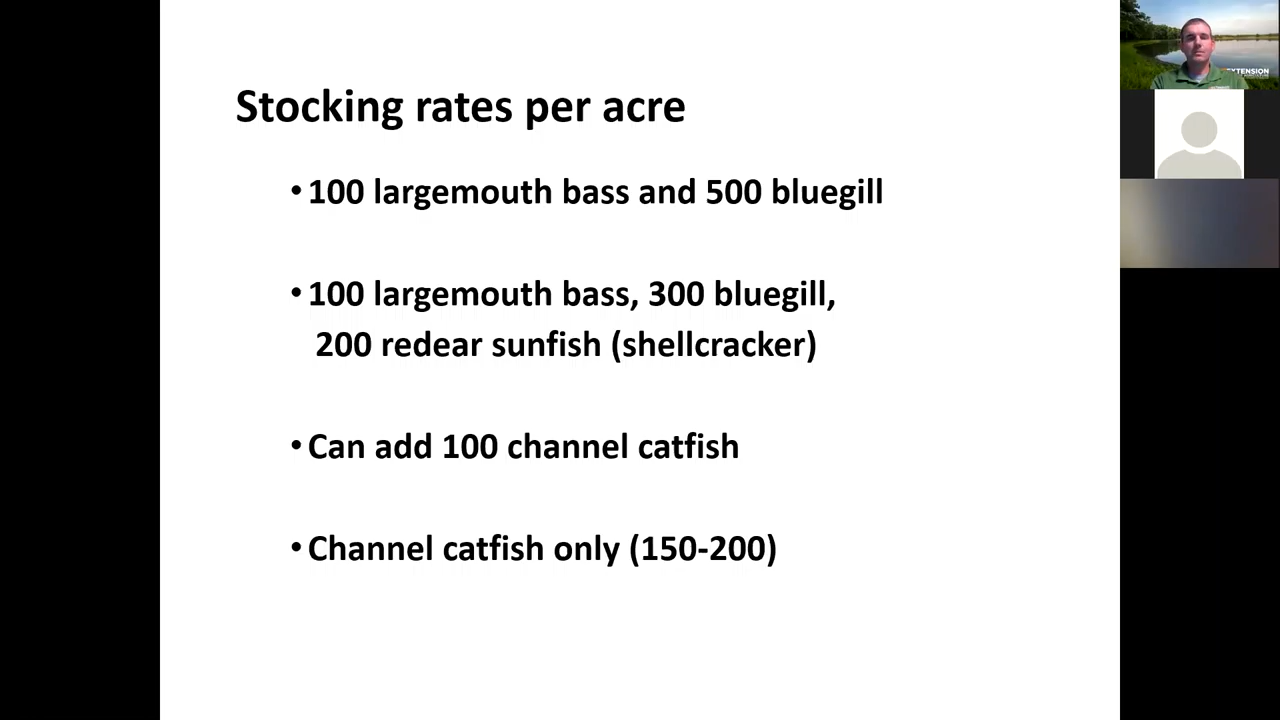 Stocking rates per acre
•100 largemouth bass and 500 bluegill
•100 largemouth bass, 300 bluegill,
200 redear sunfish (shellcracker)
•Can add 100 channel catfish
•Channel catfish only (150-200)
EXTENSION